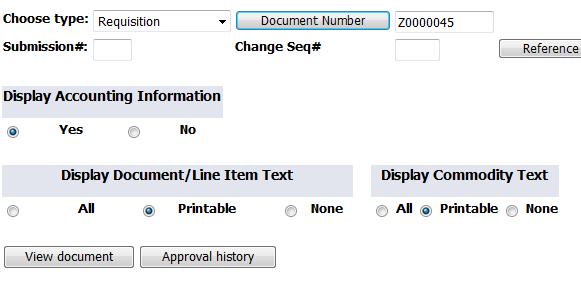 Choose type: Requisition Document Number Z0000045
Submission#: Change Seq# Reference
Display Accounting Information
Yes No
Display Document/Line Item Text Display Commodity Text
All Printable None All Printable None
View document Approval history